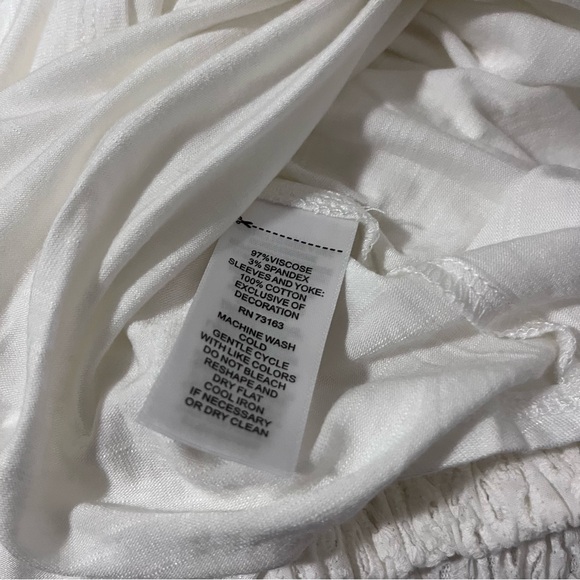 97%VISCOSE
3% SPANDEX
SLEEVES AND YOKE:
100% COTTON
EXCLUSIVE OF
DECORATION
RN 73163
MACHINE WASH
COLD
GENTLE CYCLE
WITH LIKE COLORS
DO NOT BLEACH
RESHAPE AND
DRY FLAT
COOL IRON
IF NECESSARY
OR DRY CLEAN